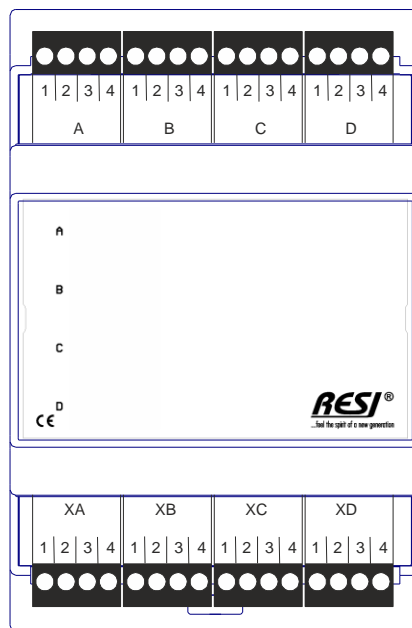 1 2 3 4 1 2 3 4 1 2 3 4 1 2 3 4
A B C D
A
B
C
D
CE
RESI®
...feel the spirit of a new generation
XA XB XC XD
1 2 3 4 1 2 3 4 1 2 3 4 1 2 3 4